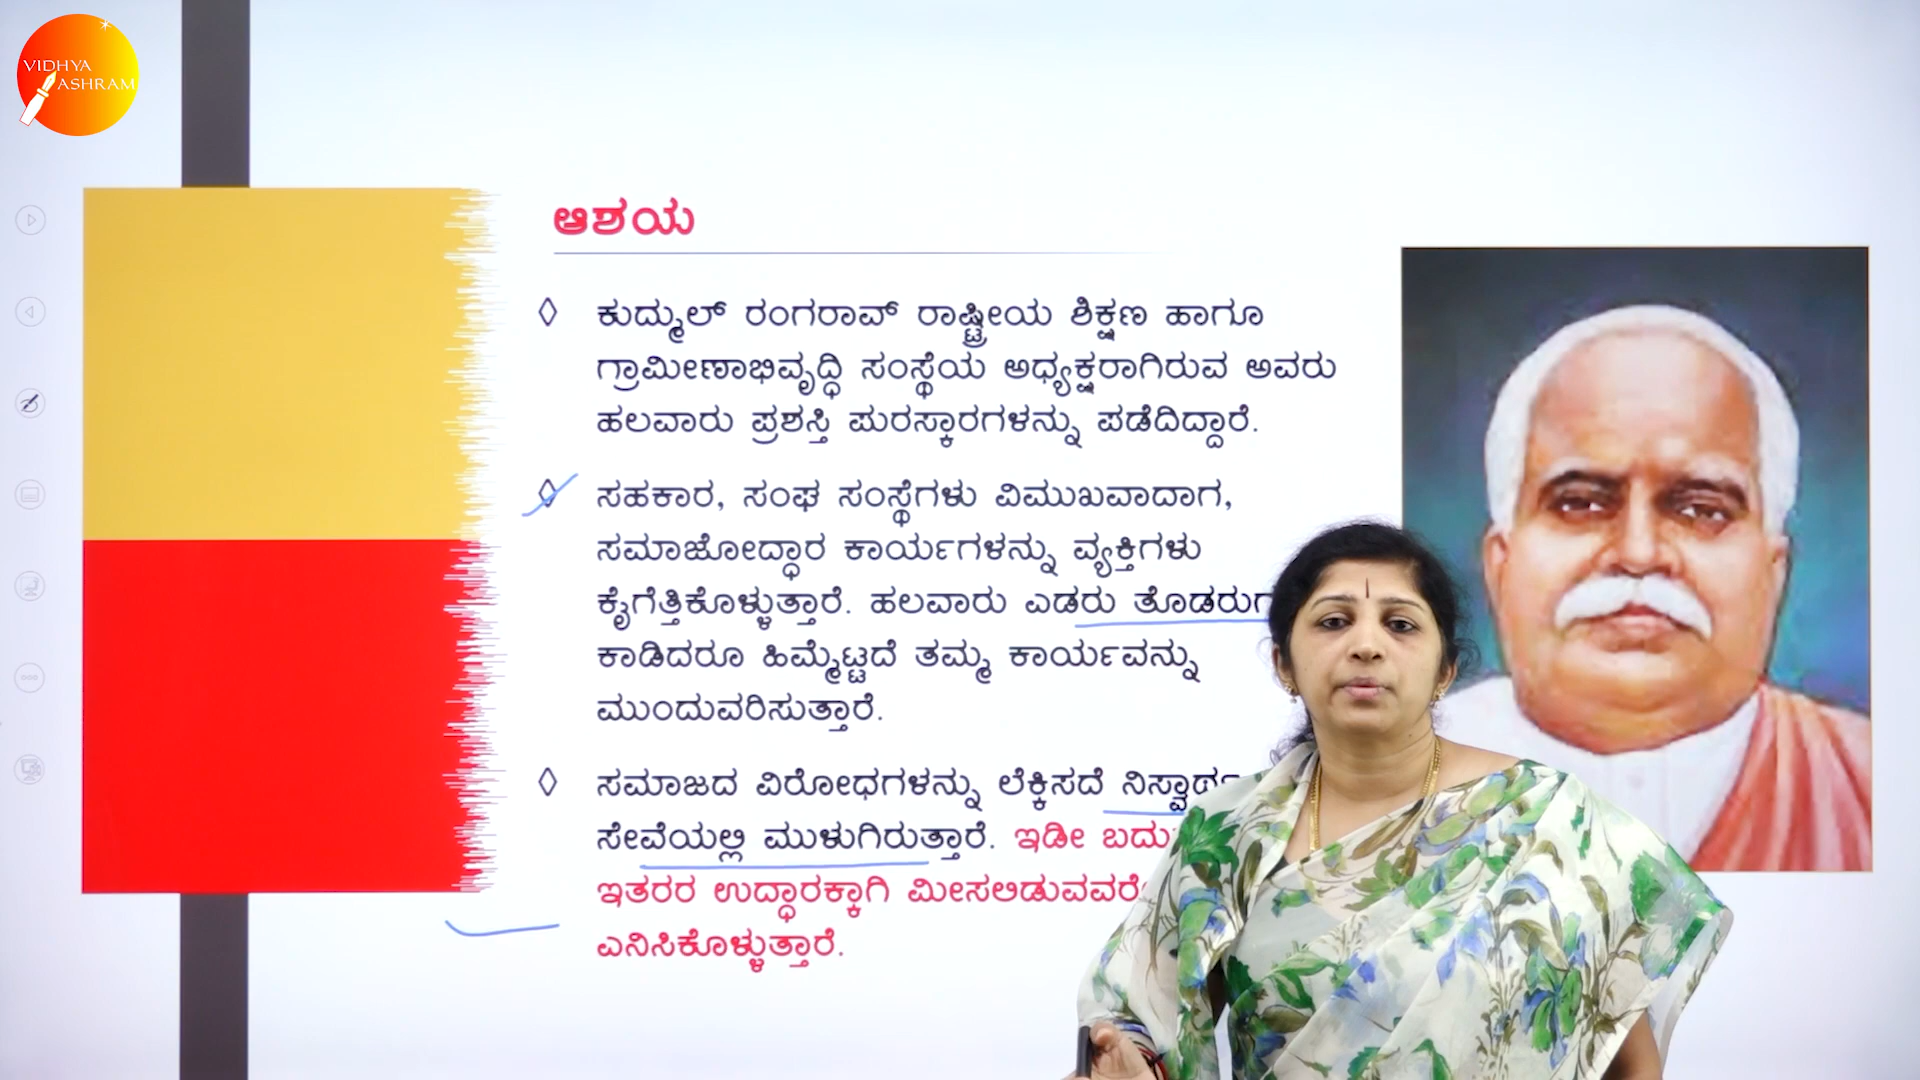 VIDHYA
ASHRAM
ಆಶಯ
ಕುದ್ಮುಲ್ ರಂಗರಾವ್ ರಾಷ್ಟ್ರೀಯ ಶಿಕ್ಷಣ ಹಾಗೂ
ಗ್ರಾಮೀಣಾಭಿವೃದ್ಧಿ ಸಂಸ್ಥೆಯ ಅಧ್ಯಕ್ಷರಾಗಿರುವ ಅವರು
ಹಲವಾರು ಪ್ರಶಸ್ತಿ ಪುರಸ್ಕಾರಗಳನ್ನು ಪಡೆದಿದ್ದಾರೆ.
ಸಹಕಾರ, ಸಂಘ ಸಂಸ್ಥೆಗಳು ವಿಮುಖವಾದಾಗ,
ಸಮಾಜೋದ್ಧಾರ ಕಾರ್ಯಗಳನ್ನು ವ್ಯಕ್ತಿಗಳು
ಕೈಗೆತ್ತಿಕೊಳ್ಳುತ್ತಾರೆ. ಹಲವಾರು ಎಡರು
ಕಾಡಿದರೂ ಹಿಮ್ಮೆಟ್ಟದೆ ತಮ್ಮ ಕಾರ್ಯವನ್ನು
ಮುಂದುವರಿಸುತ್ತಾರೆ.
ಸಮಾಜದ ವಿರೋಧಗಳನ್ನು ಲೆಕ್ಕಿಸದೆ
ಸೇವೆಯಲ್ಲಿ ಮುಳುಗಿರುತ್ತಾರೆ. ಇಡೀ
ಇತರರ ಉದ್ಧಾರಕ್ಕಾಗಿ
ಎನಿಸಿಕೊಳ್ಳುತ್ತಾರೆ.